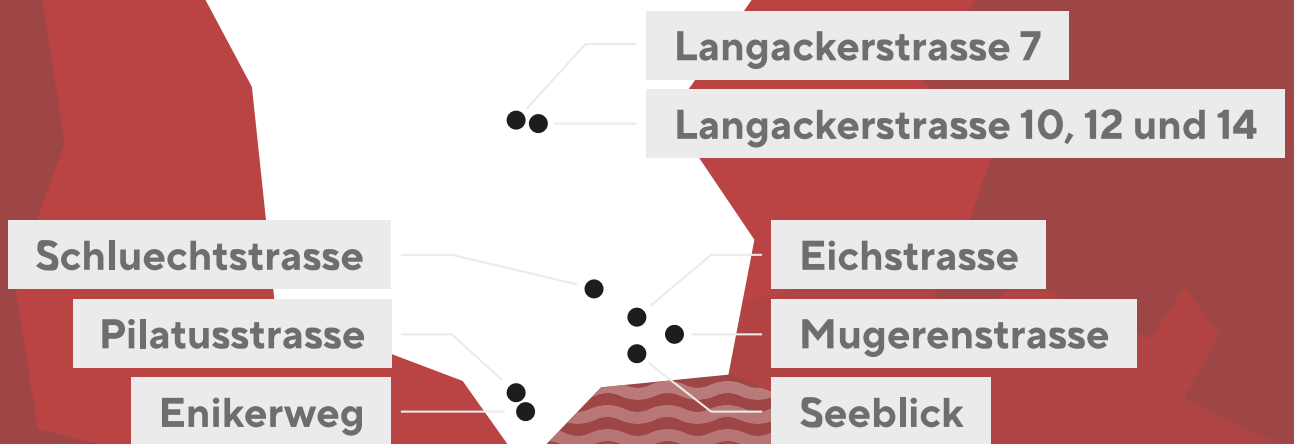 Langackerstrasse 7
Langackerstrasse 10, 12 und 14
Schluechtstrasse
Pilatusstrasse
Enikerweg
Eichstrasse
Mugerenstrasse
Seeblick